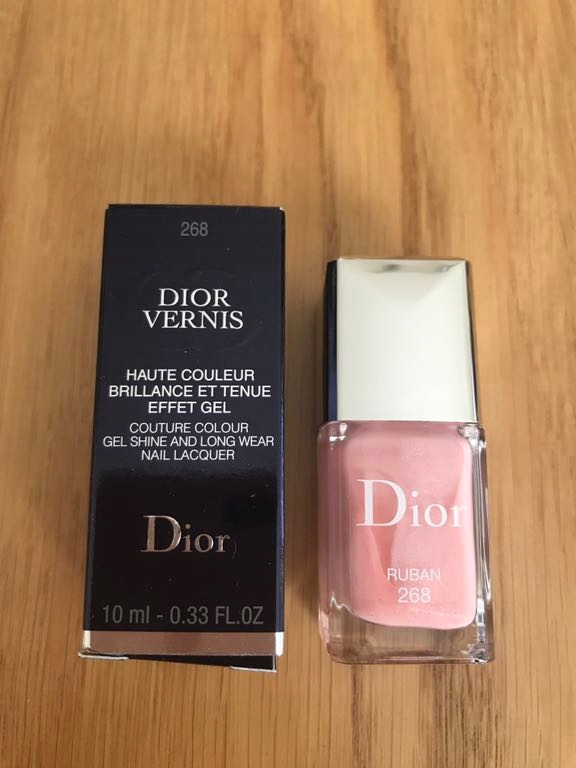 268
DIOR
VERNIS
HAUTE COULEUR
BRILLANCE ET TENUE
EFFET GEL
COUTURE COLOUR
GEL SHINE AND LONG WEAR
NAIL LACQUER
Dior
10 ml - 0.33 FL.OZ
Dior
RUBAN
268